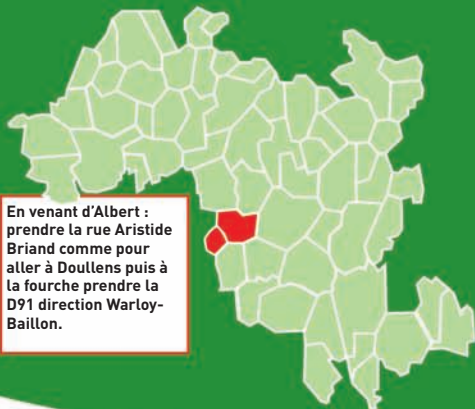 En venant d'Albert :
prendre la rue Aristide
Briand comme pour
aller à Doullens puis à
la fourche prendre la
D91 direction Warloy-
Baillon.